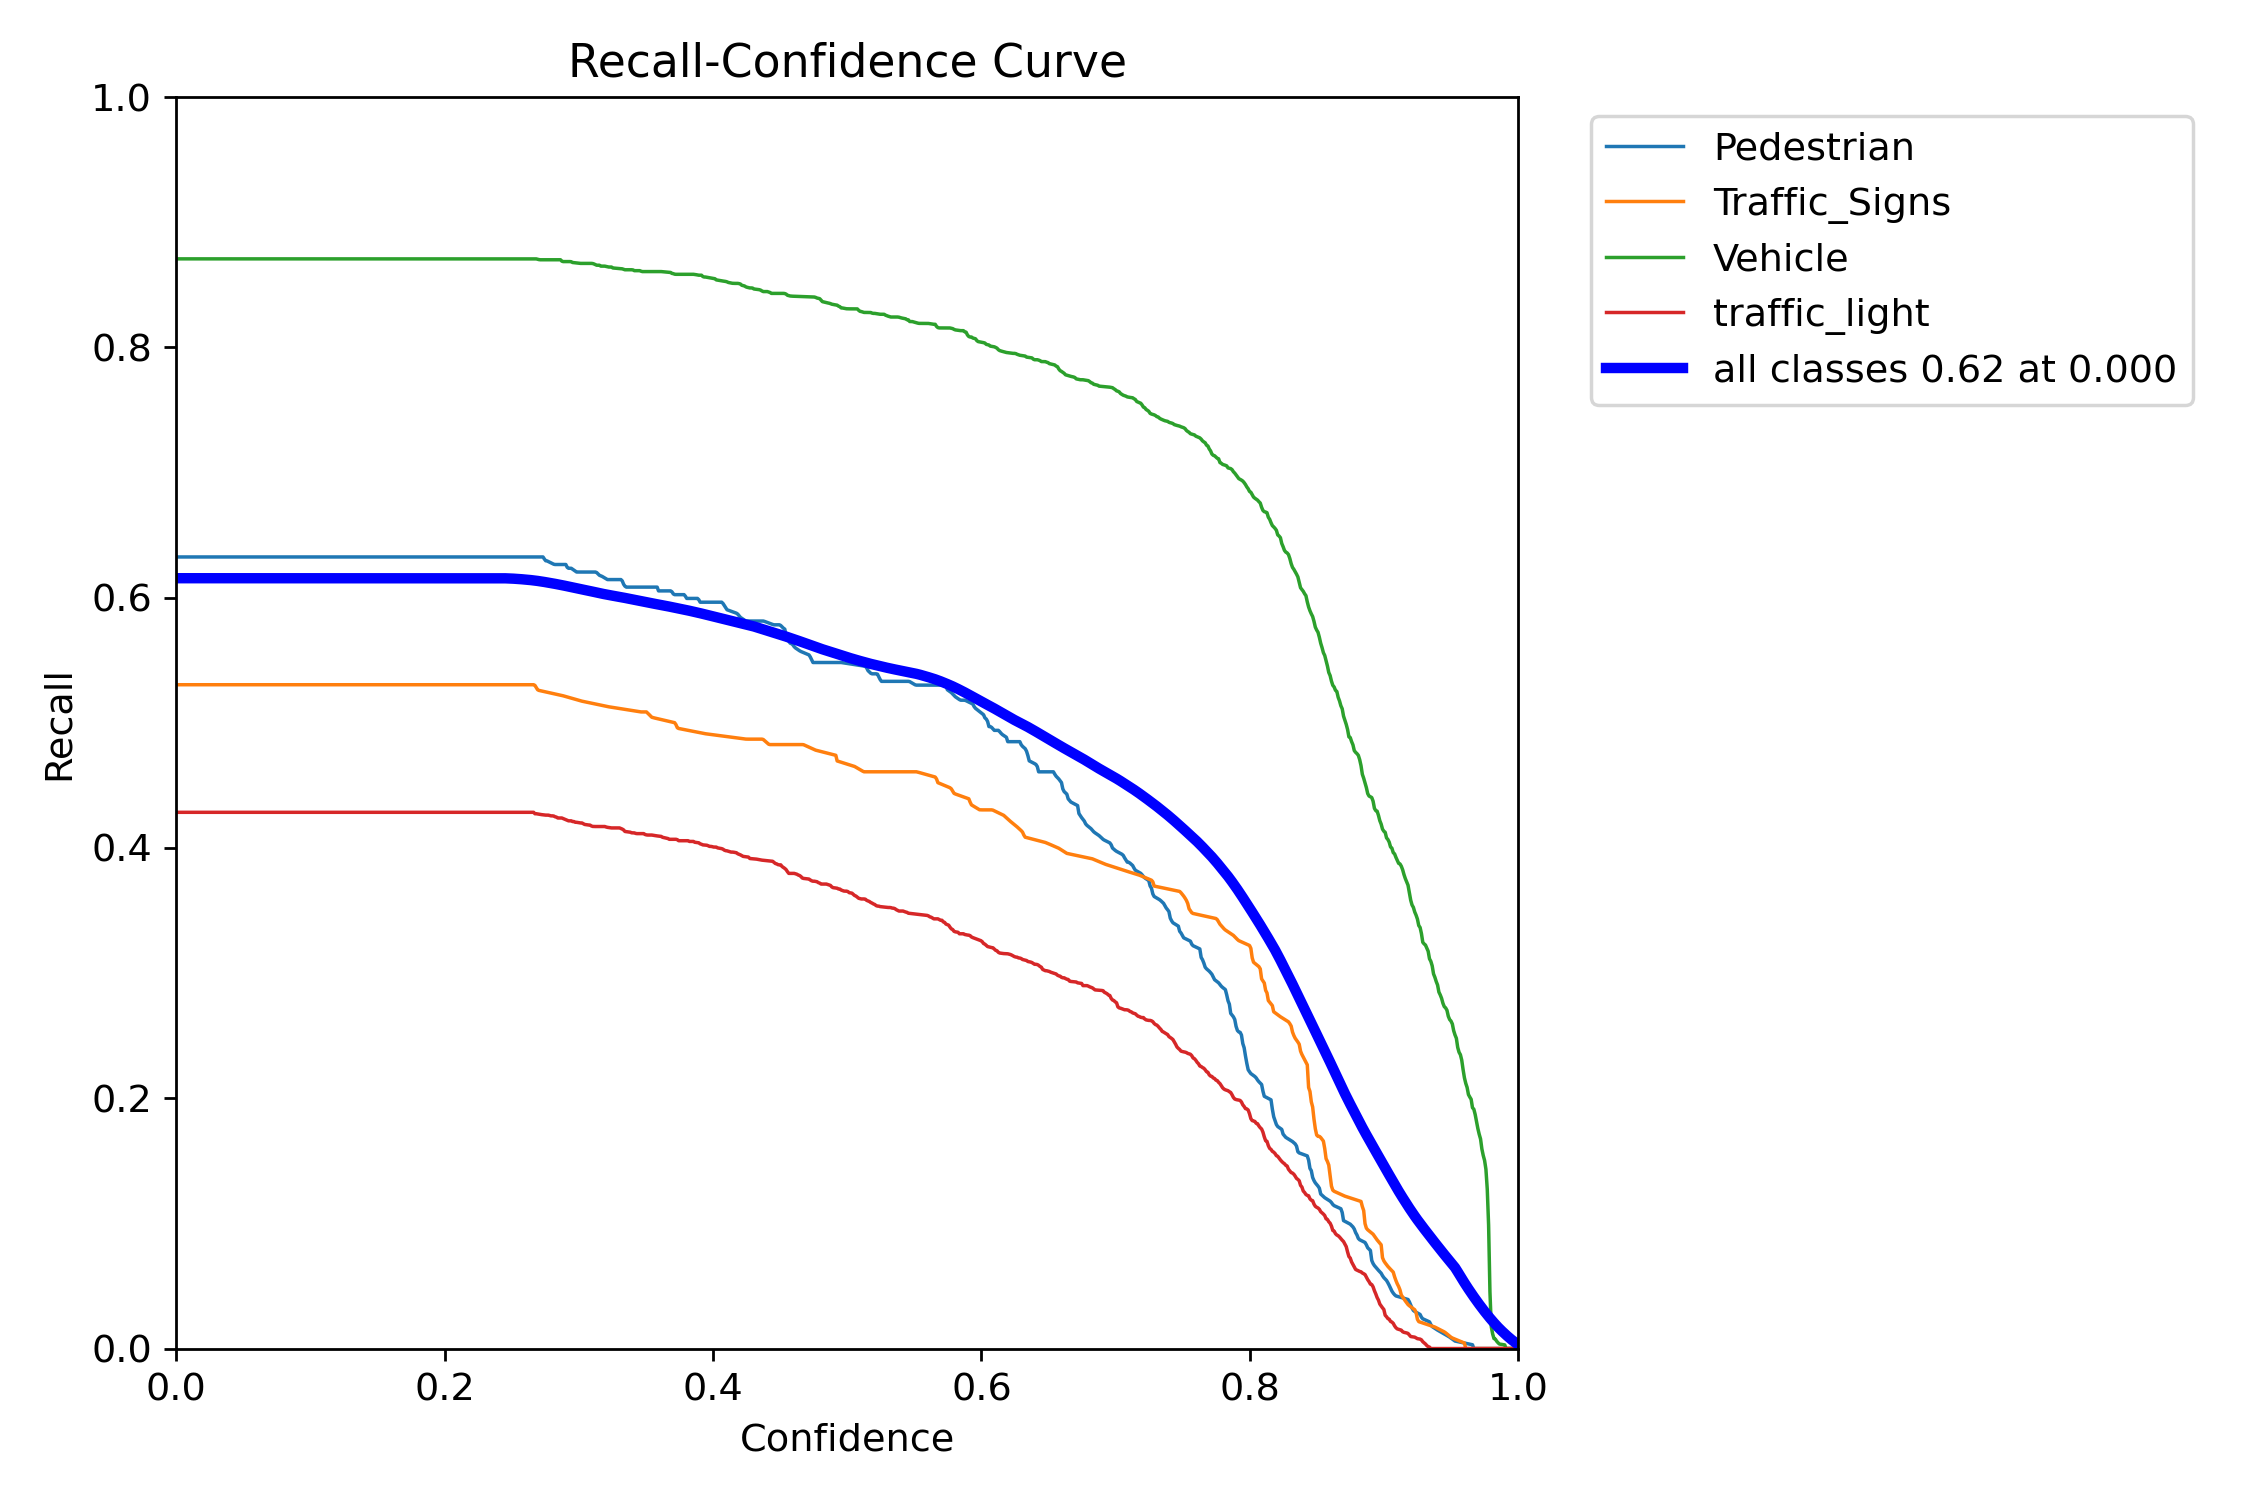 Recall-Confidence Curve
1.0
0.8
0.6
0.4
0.2
0.0
Recall
0.0 0.2 0.4 0.6 0.8 1.0
Confidence
Pedestrian
Traffic_Signs
Vehicle
traffic_light
all classes 0.62 at 0.000